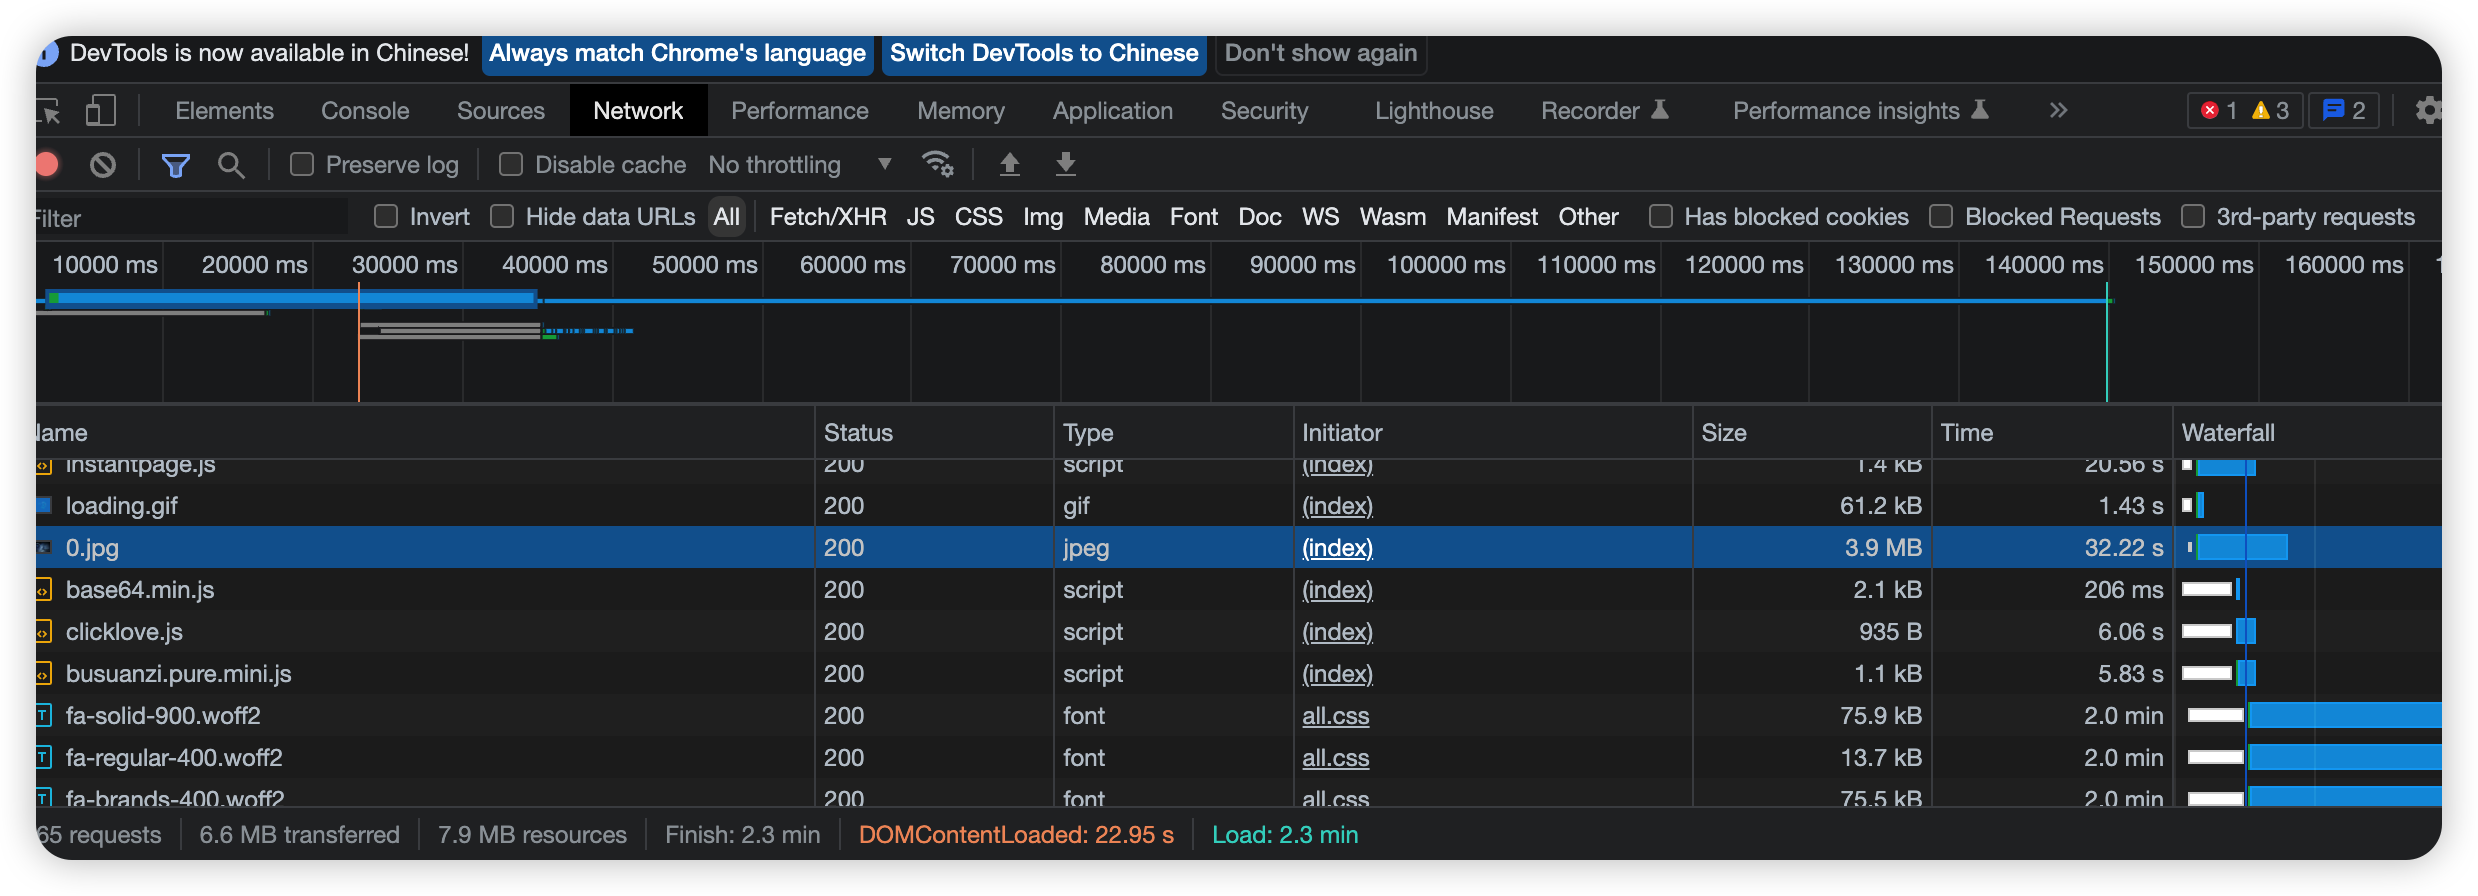 DevTools is now available in Chinese! Always match Chrome's language Switch DevTools to Chinese Don't show again
Elements Console Sources Network Performance Memory Application Security Lighthouse Recorder Performance insights 1 3 2
Preserve log Disable cache No throttling
Filter Invert Hide data URLs All Fetch/XHR JS CSS Img Media Font Doc WS Wasm Manifest Other Has blocked cookies Blocked Requests 3rd-party requests
10000 ms 20000 ms 30000 ms 40000 ms 50000 ms 60000 ms 70000 ms 80000 ms 90000 ms 100000 ms 110000 ms 120000 ms 130000 ms 140000 ms 150000 ms 160000 ms
Name Status Type Initiator Size Time Waterfall
instantpage.js 200 script (index) 1.4 kB 20.56 s
loading.gif 200 gif (index) 61.2 kB 1.43 s
0.jpg 200 jpeg (index) 3.9 MB 32.22 s
base64.min.js 200 script (index) 2.1 kB 206 ms
clicklove.js 200 script (index) 935 B 6.06 s
busuanzi.pure.mini.js 200 script (index) 1.1 kB 5.83 s
fa-solid-900.woff2 200 font all.css 75.9 kB 2.0 min
fa-regular-400.woff2 200 font all.css 13.7 kB 2.0 min
fa-brands-400.woff2 200 font all.css 75.5 kB 2.0 min
65 requests 6.6 MB transferred 7.9 MB resources Finish: 2.3 min DOMContentLoaded: 22.95 s Load: 2.3 min